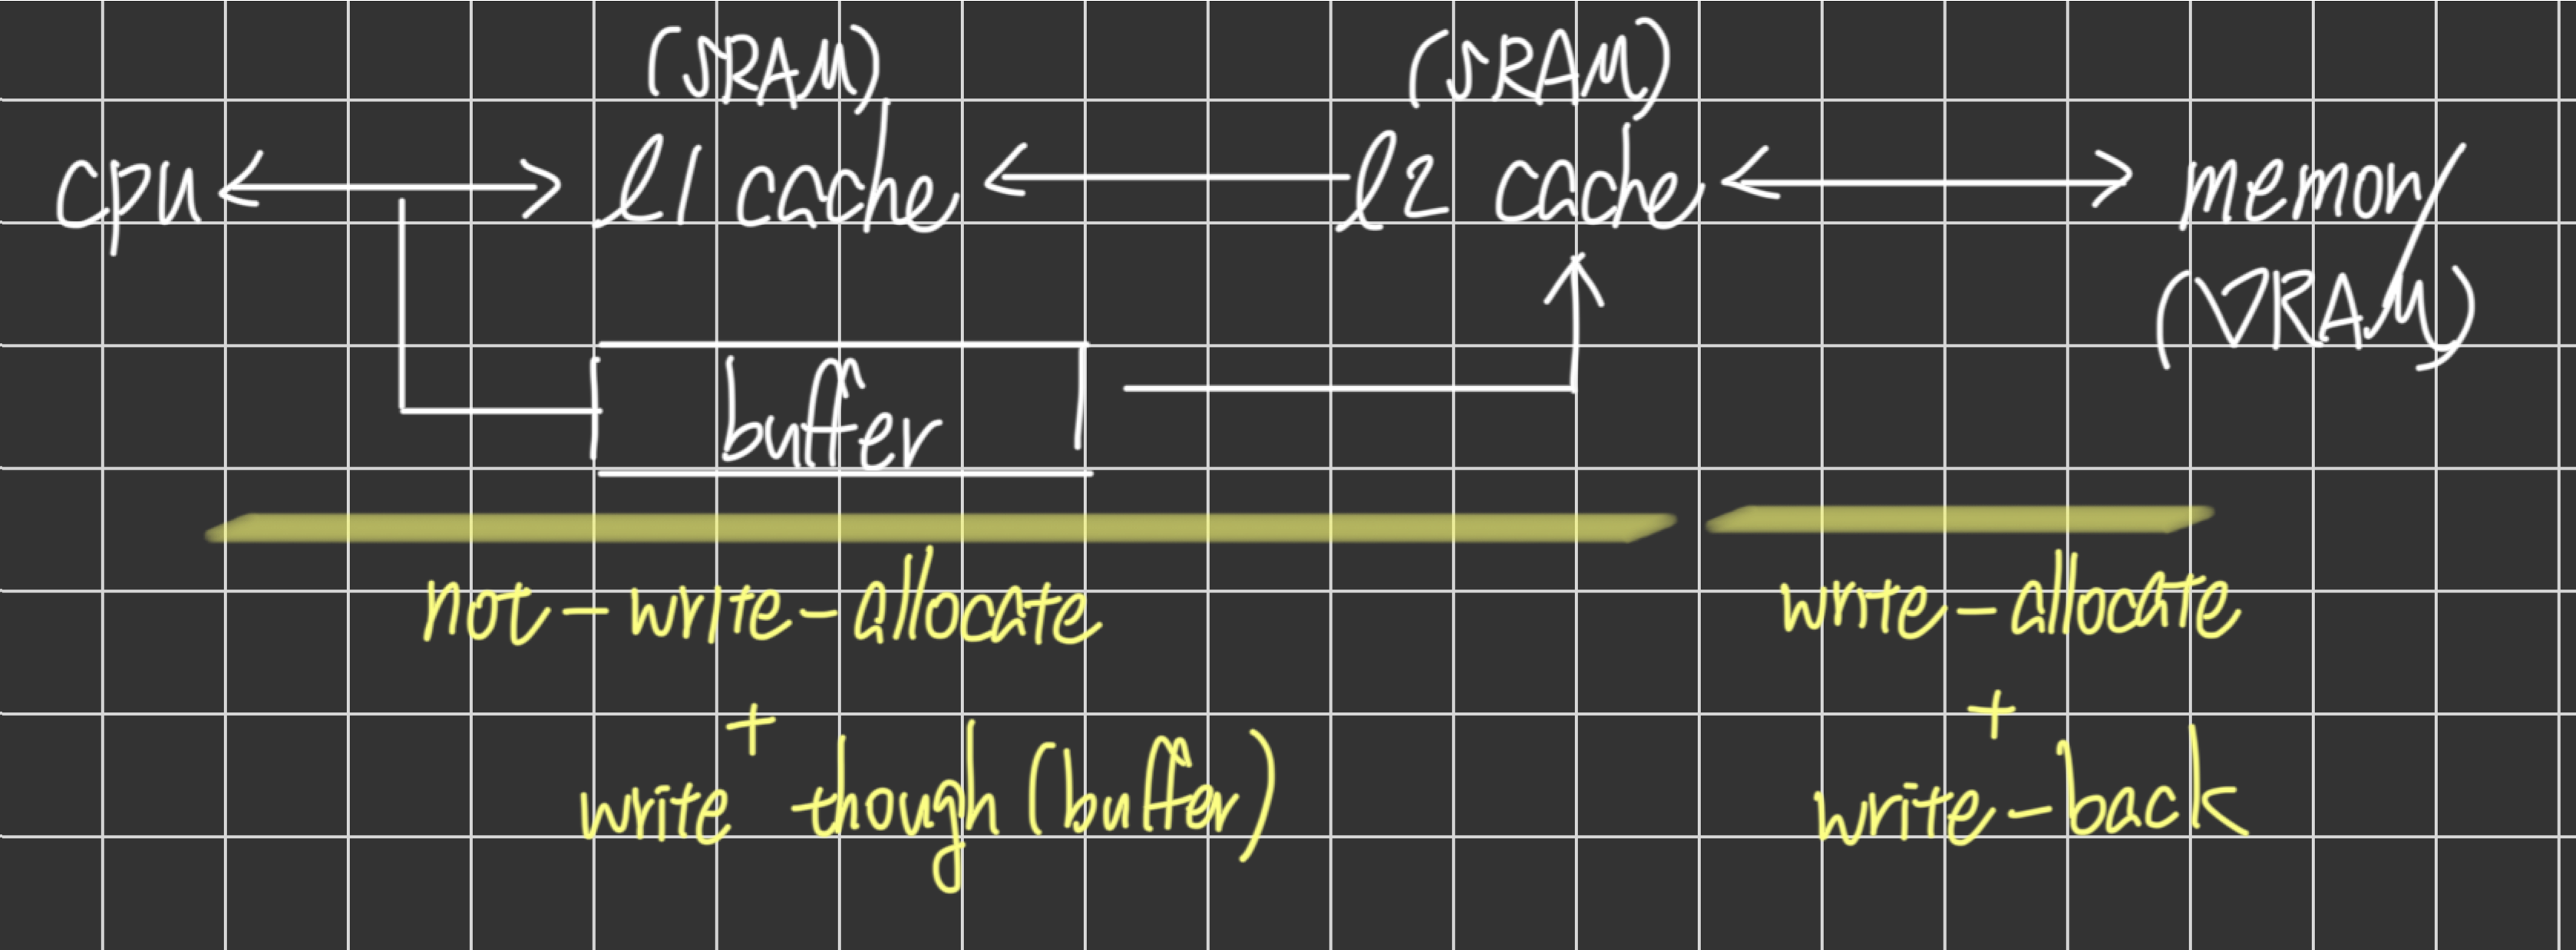 (SRAM) (SRAM)
cpu l1 cache l2 cache memory
(DRAM)
buffer
not-write-allocate write-allocate
+ +
write though (buffer) write-back